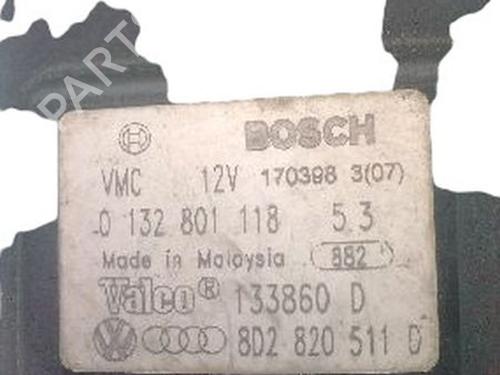 PART
BOSCH
VMC 12V 170398 3(07)
0 132 801 118 5.3
Made in Malaysia 882
Valeo® 133860 D
8D2 820 511 D